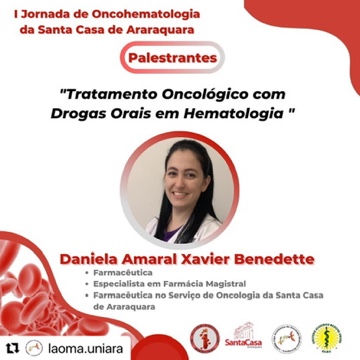 I Jornada de Oncohematologia
da Santa Casa de Araraquara
Palestrantes
"Tratamento Oncológico com
Drogas Orais em Hematologia "
Daniela Amaral Xavier Benedette
Farmacêutica
Especialista em Farmácia Magistral
Farmacêutica no Serviço de Oncologia da Santa Casa
de Araraquara
SantaCasa
laoma.uniara